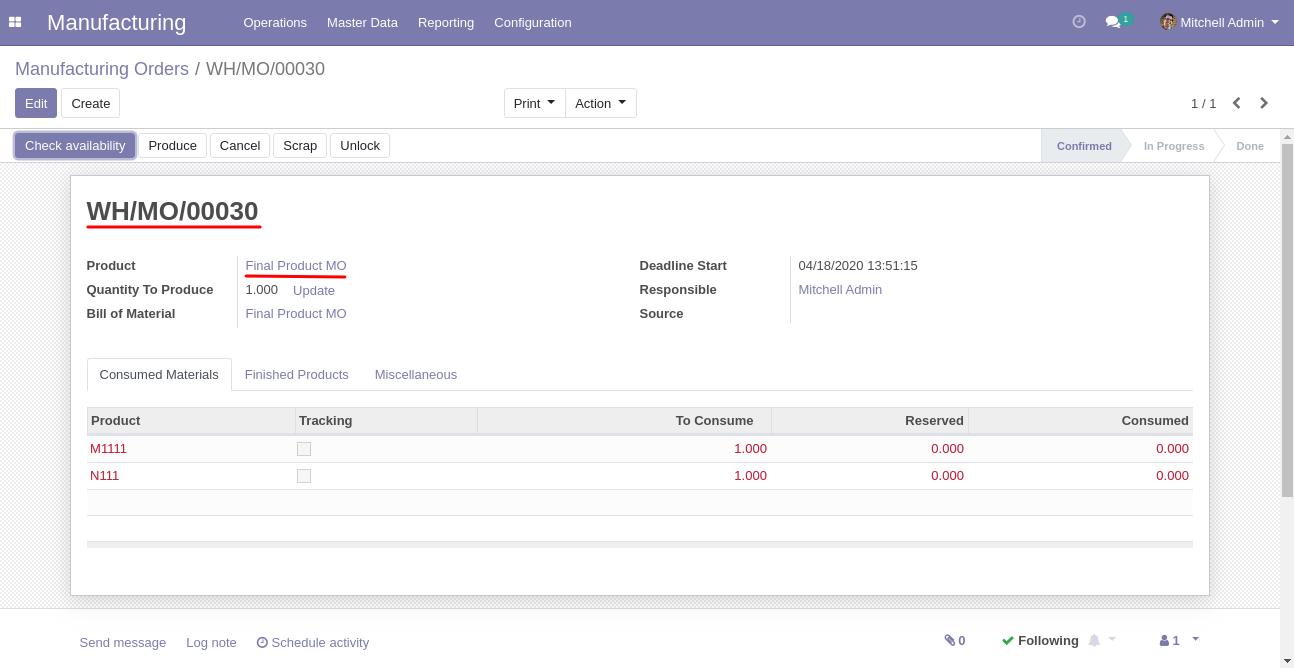 Manufacturing Operations Master Data Reporting Configuration 1 Mitchell Admin
Manufacturing Orders / WH/MO/00030
Edit Create Print Action 1 / 1
Check availability Produce Cancel Scrap Unlock Confirmed In Progress Done
WH/MO/00030
Product Final Product MO Deadline Start 04/18/2020 13:51:15
Quantity To Produce 1.000 Update Responsible Mitchell Admin
Bill of Material Final Product MO Source
Consumed Materials Finished Products Miscellaneous
Product Tracking To Consume Reserved Consumed
M1111 1.000 0.000 0.000
N111 1.000 0.000 0.000
Send message Log note Schedule activity 0 Following 1